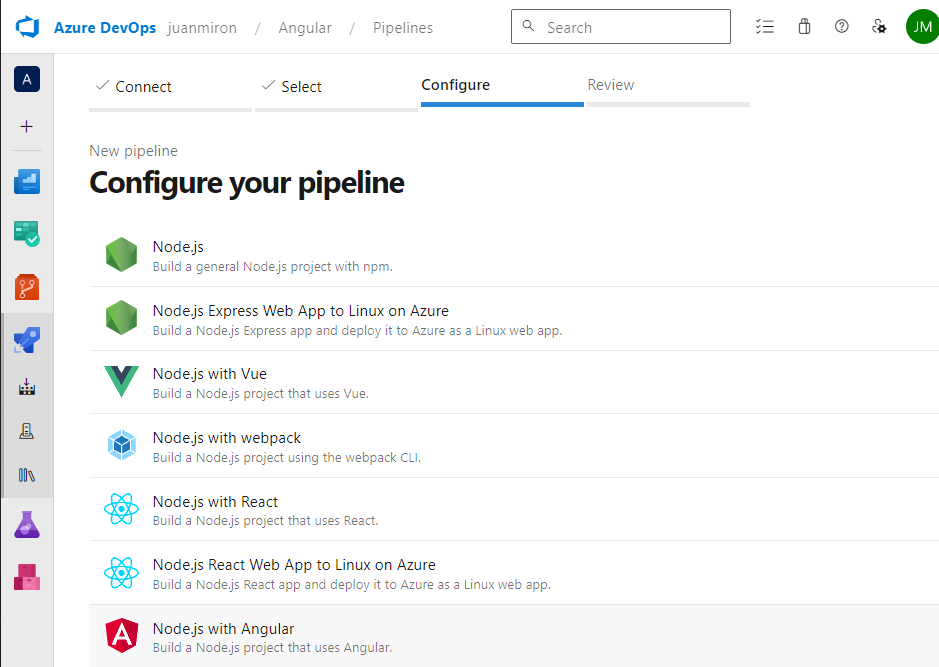 Azure DevOps juanmiron / Angular / Pipelines Search JM
A
Connect Select Configure Review
New pipeline
Configure your pipeline
Node.js
Build a general Node.js project with npm.
Node.js Express Web App to Linux on Azure
Build a Node.js Express app and deploy it to Azure as a Linux web app.
Node.js with Vue
Build a Node.js project that uses Vue.
Node.js with webpack
Build a Node.js project using the webpack CLI.
Node.js with React
Build a Node.js project that uses React.
Node.js React Web App to Linux on Azure
Build a Node.js React app and deploy it to Azure as a Linux web app.
A
Node.js with Angular
Build a Node.js project that uses Angular.